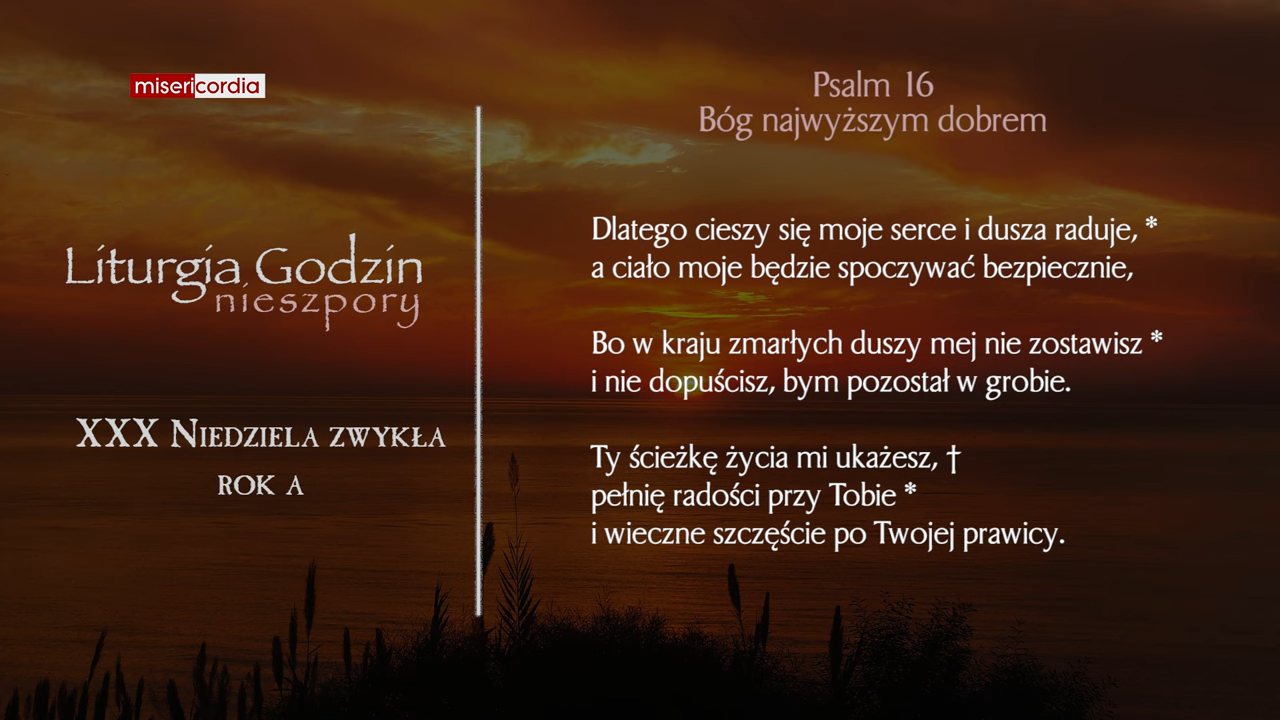 misericordia
Liturgia Godzin
nieszpory
XXX Niedziela zwykła
rok A
Psalm 16
Bóg najwyższym dobrem
Dlatego cieszy się moje serce i dusza raduje, *
a ciało moje będzie spoczywać bezpiecznie,
Bo w kraju zmarłych duszy mej nie zostawisz *
i nie dopuścisz, bym pozostał w grobie.
Ty ścieżkę życia mi ukażesz, †
pełnię radości przy Tobie *
i wieczne szczęście po Twojej prawicy.